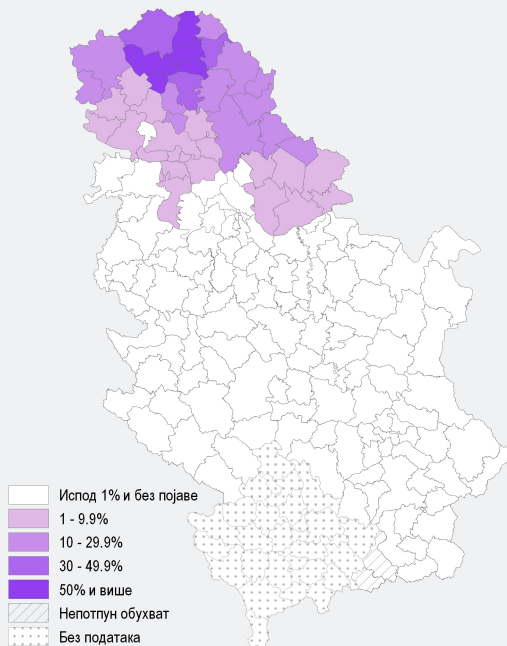 Испод 1% и без појаве
1 - 9.9%
10 - 29.9%
30 - 49.9%
50% и више
Непотпун обухват
Без података